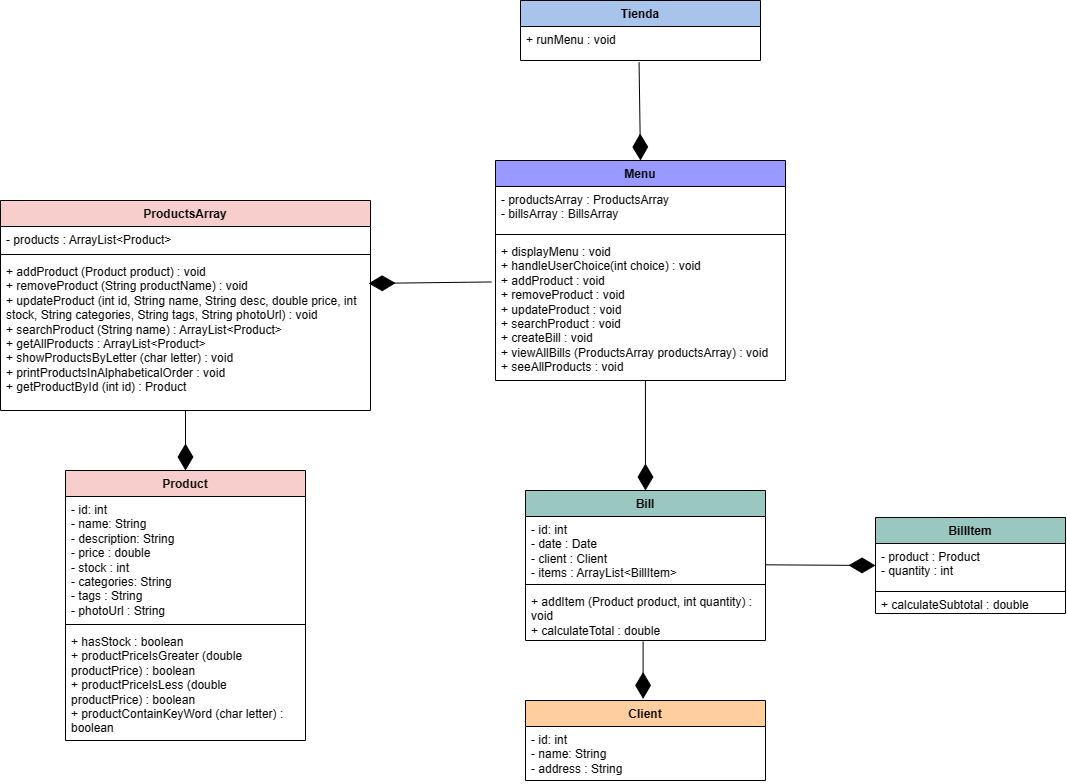 Tienda
+ runMenu : void
Menu
- productsArray : ProductsArray
- billsArray : BillsArray
+ displayMenu : void
+ handleUserChoice(int choice) : void
+ addProduct : void
+ removeProduct : void
+ updateProduct : void
+ searchProduct : void
+ createBill : void
+ viewAllBills (ProductsArray productsArray) : void
+ seeAllProducts : void
ProductsArray
- products : ArrayList<Product>
+ addProduct (Product product) : void
+ removeProduct (String productName) : void
+ updateProduct (int id, String name, String desc, double price, int
stock, String categories, String tags, String photoUrl) : void
+ searchProduct (String name) : ArrayList<Product>
+ getAllProducts : ArrayList<Product>
+ showProductsByLetter (char letter) : void
+ printProductsInAlphabeticalOrder : void
+ getProductById (int id) : Product
Product
- id: int
- name: String
- description: String
- price : double
- stock : int
- categories: String
- tags : String
- photoUrl : String
+ hasStock : boolean
+ productPriceIsGreater (double
productPrice) : boolean
+ productPriceIsLess (double
productPrice) : boolean
+ productContainKeyWord (char letter) :
boolean
Bill
- id: int
- date : Date
- client : Client
- items : ArrayList<BillItem>
+ addItem (Product product, int quantity) :
void
+ calculateTotal : double
BillItem
- product : Product
- quantity : int
+ calculateSubtotal : double
Client
- id: int
- name: String
- address : String